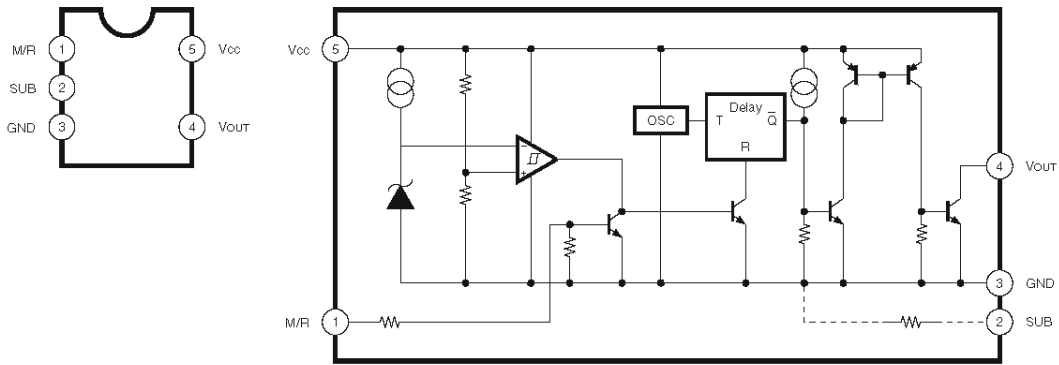 M/R 1
5 Vcc
SUB 2
GND 3
4 VOUT
Vcc 5
OSC
Delay
T Q̅
R
− 
+
4 VOUT
3 GND
M/R 1
2 SUB